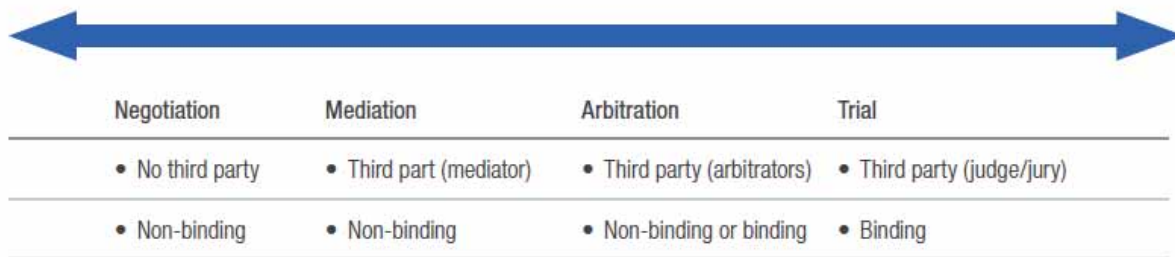 Negotiation Mediation Arbitration Trial
• No third party • Third part (mediator) • Third party (arbitrators) • Third party (judge/jury)
• Non-binding • Non-binding • Non-binding or binding • Binding